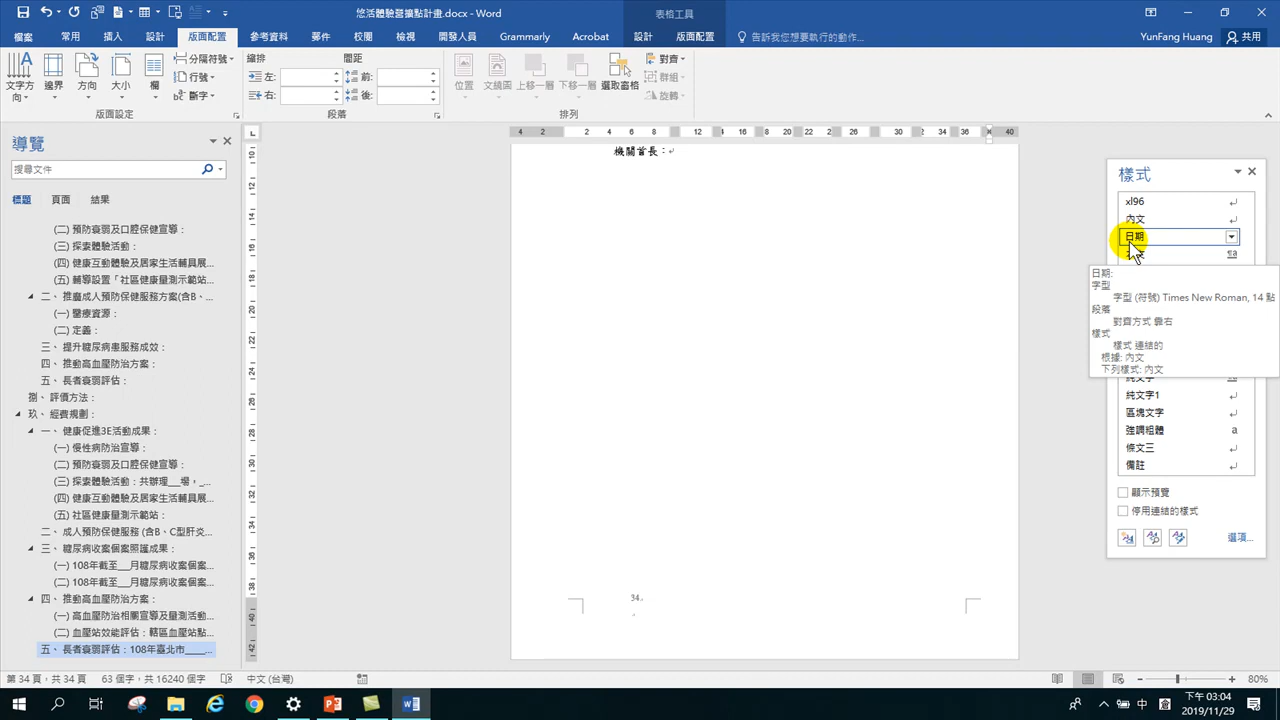 悠活體驗營擴點計畫.docx - Word
表格工具
檔案
常用
插入
設計
版面配置
參考資料
郵件
校閱
檢視
開發人員
Grammarly
Acrobat
設計
版面配置
告訴我您想要執行的動作...
YunFang Huang
共用
文字方向
邊界
方向
大小
欄
分隔符號
行號
斷字
版面設定
縮排
左:
右:
間距
前:
後:
段落
位置
文繞圖
上移一層
下移一層
選取窗格
對齊
群組
旋轉
排列
導覽
搜尋文件
標題
頁面
結果
(二) 預防衰弱及口腔保健宣導：
(三) 探索體驗活動：
(四) 健康互動體驗及居家生活輔具展...
(五) 輔導設置「社區健康量測示範站...
二、 推廣成人預防保健服務方案(含B、...
(一) 醫療資源：
(二) 定義：
三、 提升糖尿病患服務成效：
四、 推動高血壓防治方案：
五、 長者衰弱評估：
捌、 評價方法：
玖、 經費規劃：
一、 健康促進3E活動成果：
(一) 慢性病防治宣導：
(二) 預防衰弱及口腔保健宣導：
(三) 探索體驗活動：共辦理___場，_...
(四) 健康互動體驗及居家生活輔具展...
(五) 社區健康量測示範站：
二、 成人預防保健服務 (含B、C型肝炎...
三、 糖尿病收案個案照護成果：
(一) 108年截至___月糖尿病收案個案...
(二) 108年截至___月糖尿病收案個案...
四、 推動高血壓防治方案：
(一) 高血壓防治相關宣導及量測活動...
(二) 血壓站效能評估：轄區血壓站點...
五、 長者衰弱評估：108年臺北市____...
機關首長：
34
樣式
xl96
內文
日期
日期:
字型
字型 (符號) Times New Roman, 14 點
段落
對齊方式 靠右
樣式
樣式 連結的
根據: 內文
下列樣式: 內文
純文字
純文字1
區塊文字
強調粗體
條文三
備註
顯示預覽
停用連結的樣式
選項...
第 34 頁，共 34 頁
63 個字，共 16240 個字
中文 (台灣)
80%
中
下午 03:04
2019/11/29